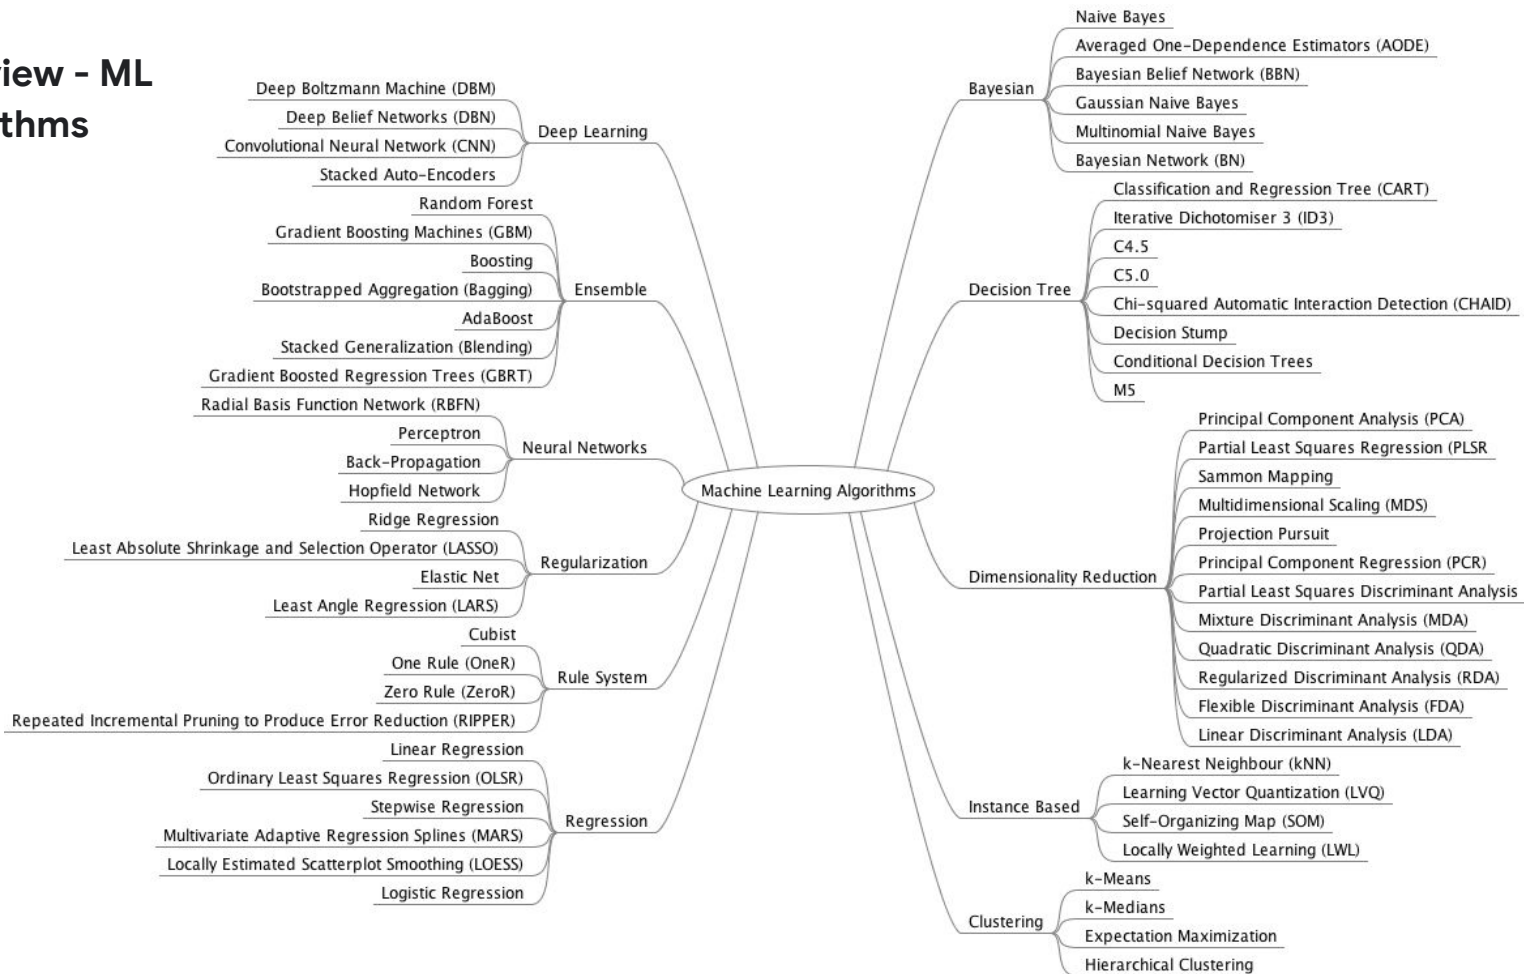 view - ML
thms
Deep Boltzmann Machine (DBM)
Deep Belief Networks (DBN)
Convolutional Neural Network (CNN)
Stacked Auto-Encoders
Deep Learning
Random Forest
Gradient Boosting Machines (GBM)
Boosting
Bootstrapped Aggregation (Bagging)
AdaBoost
Stacked Generalization (Blending)
Gradient Boosted Regression Trees (GBRT)
Ensemble
Radial Basis Function Network (RBFN)
Perceptron
Back-Propagation
Hopfield Network
Neural Networks
Ridge Regression
Least Absolute Shrinkage and Selection Operator (LASSO)
Elastic Net
Least Angle Regression (LARS)
Regularization
Cubist
One Rule (OneR)
Zero Rule (ZeroR)
Repeated Incremental Pruning to Produce Error Reduction (RIPPER)
Rule System
Linear Regression
Ordinary Least Squares Regression (OLSR)
Stepwise Regression
Multivariate Adaptive Regression Splines (MARS)
Locally Estimated Scatterplot Smoothing (LOESS)
Logistic Regression
Regression
Machine Learning Algorithms
Bayesian
Naive Bayes
Averaged One-Dependence Estimators (AODE)
Bayesian Belief Network (BBN)
Gaussian Naive Bayes
Multinomial Naive Bayes
Bayesian Network (BN)
Decision Tree
Classification and Regression Tree (CART)
Iterative Dichotomiser 3 (ID3)
C4.5
C5.0
Chi-squared Automatic Interaction Detection (CHAID)
Decision Stump
Conditional Decision Trees
M5
Dimensionality Reduction
Principal Component Analysis (PCA)
Partial Least Squares Regression (PLSR
Sammon Mapping
Multidimensional Scaling (MDS)
Projection Pursuit
Principal Component Regression (PCR)
Partial Least Squares Discriminant Analysis
Mixture Discriminant Analysis (MDA)
Quadratic Discriminant Analysis (QDA)
Regularized Discriminant Analysis (RDA)
Flexible Discriminant Analysis (FDA)
Linear Discriminant Analysis (LDA)
Instance Based
k-Nearest Neighbour (kNN)
Learning Vector Quantization (LVQ)
Self-Organizing Map (SOM)
Locally Weighted Learning (LWL)
Clustering
k-Means
k-Medians
Expectation Maximization
Hierarchical Clustering